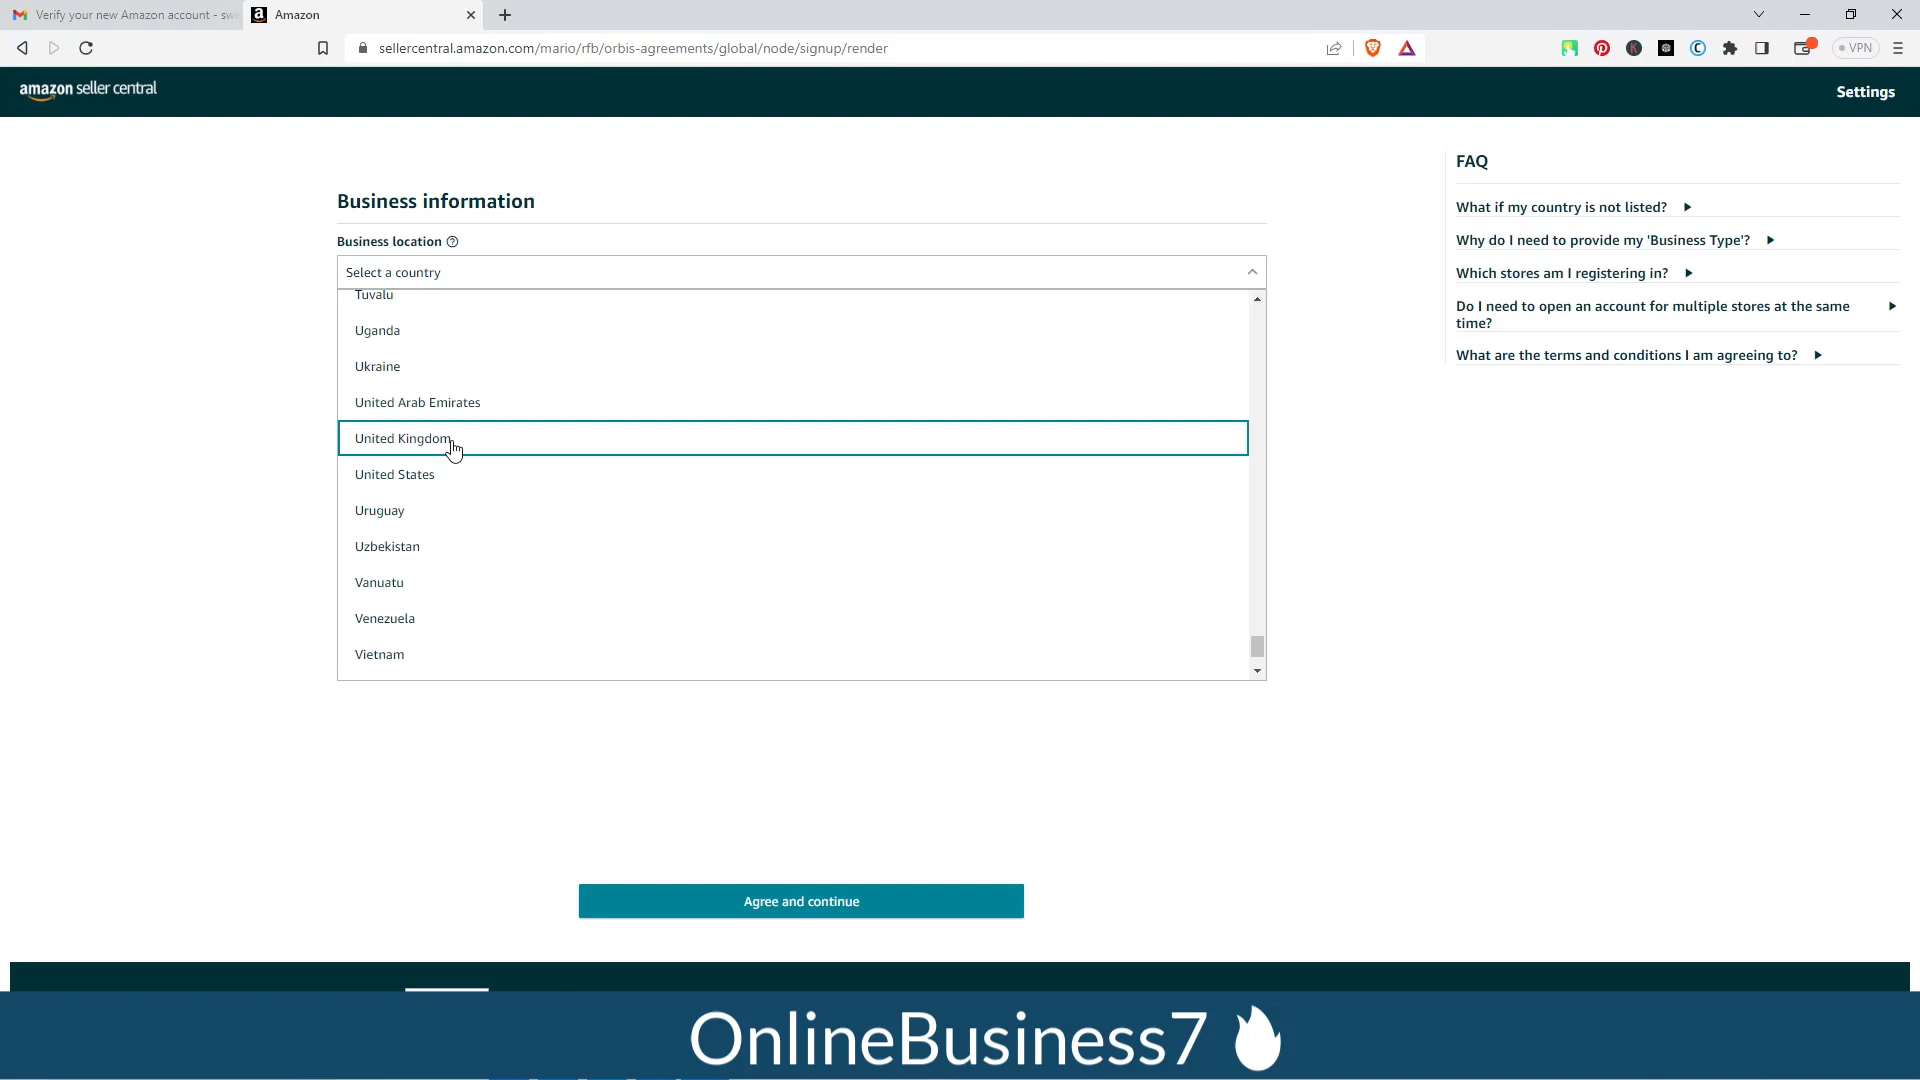 Verify your new Amazon account - sw
Amazon
sellercentral.amazon.com/mario/rfb/orbis-agreements/global/node/signup/render
VPN
amazon seller central
Settings
Business information
Business location
Select a country
Tuvalu
Uganda
Ukraine
United Arab Emirates
United Kingdom
United States
Uruguay
Uzbekistan
Vanuatu
Venezuela
Vietnam
Agree and continue
FAQ
What if my country is not listed?
Why do I need to provide my 'Business Type'?
Which stores am I registering in?
Do I need to open an account for multiple stores at the same
time?
What are the terms and conditions I am agreeing to?
OnlineBusiness7